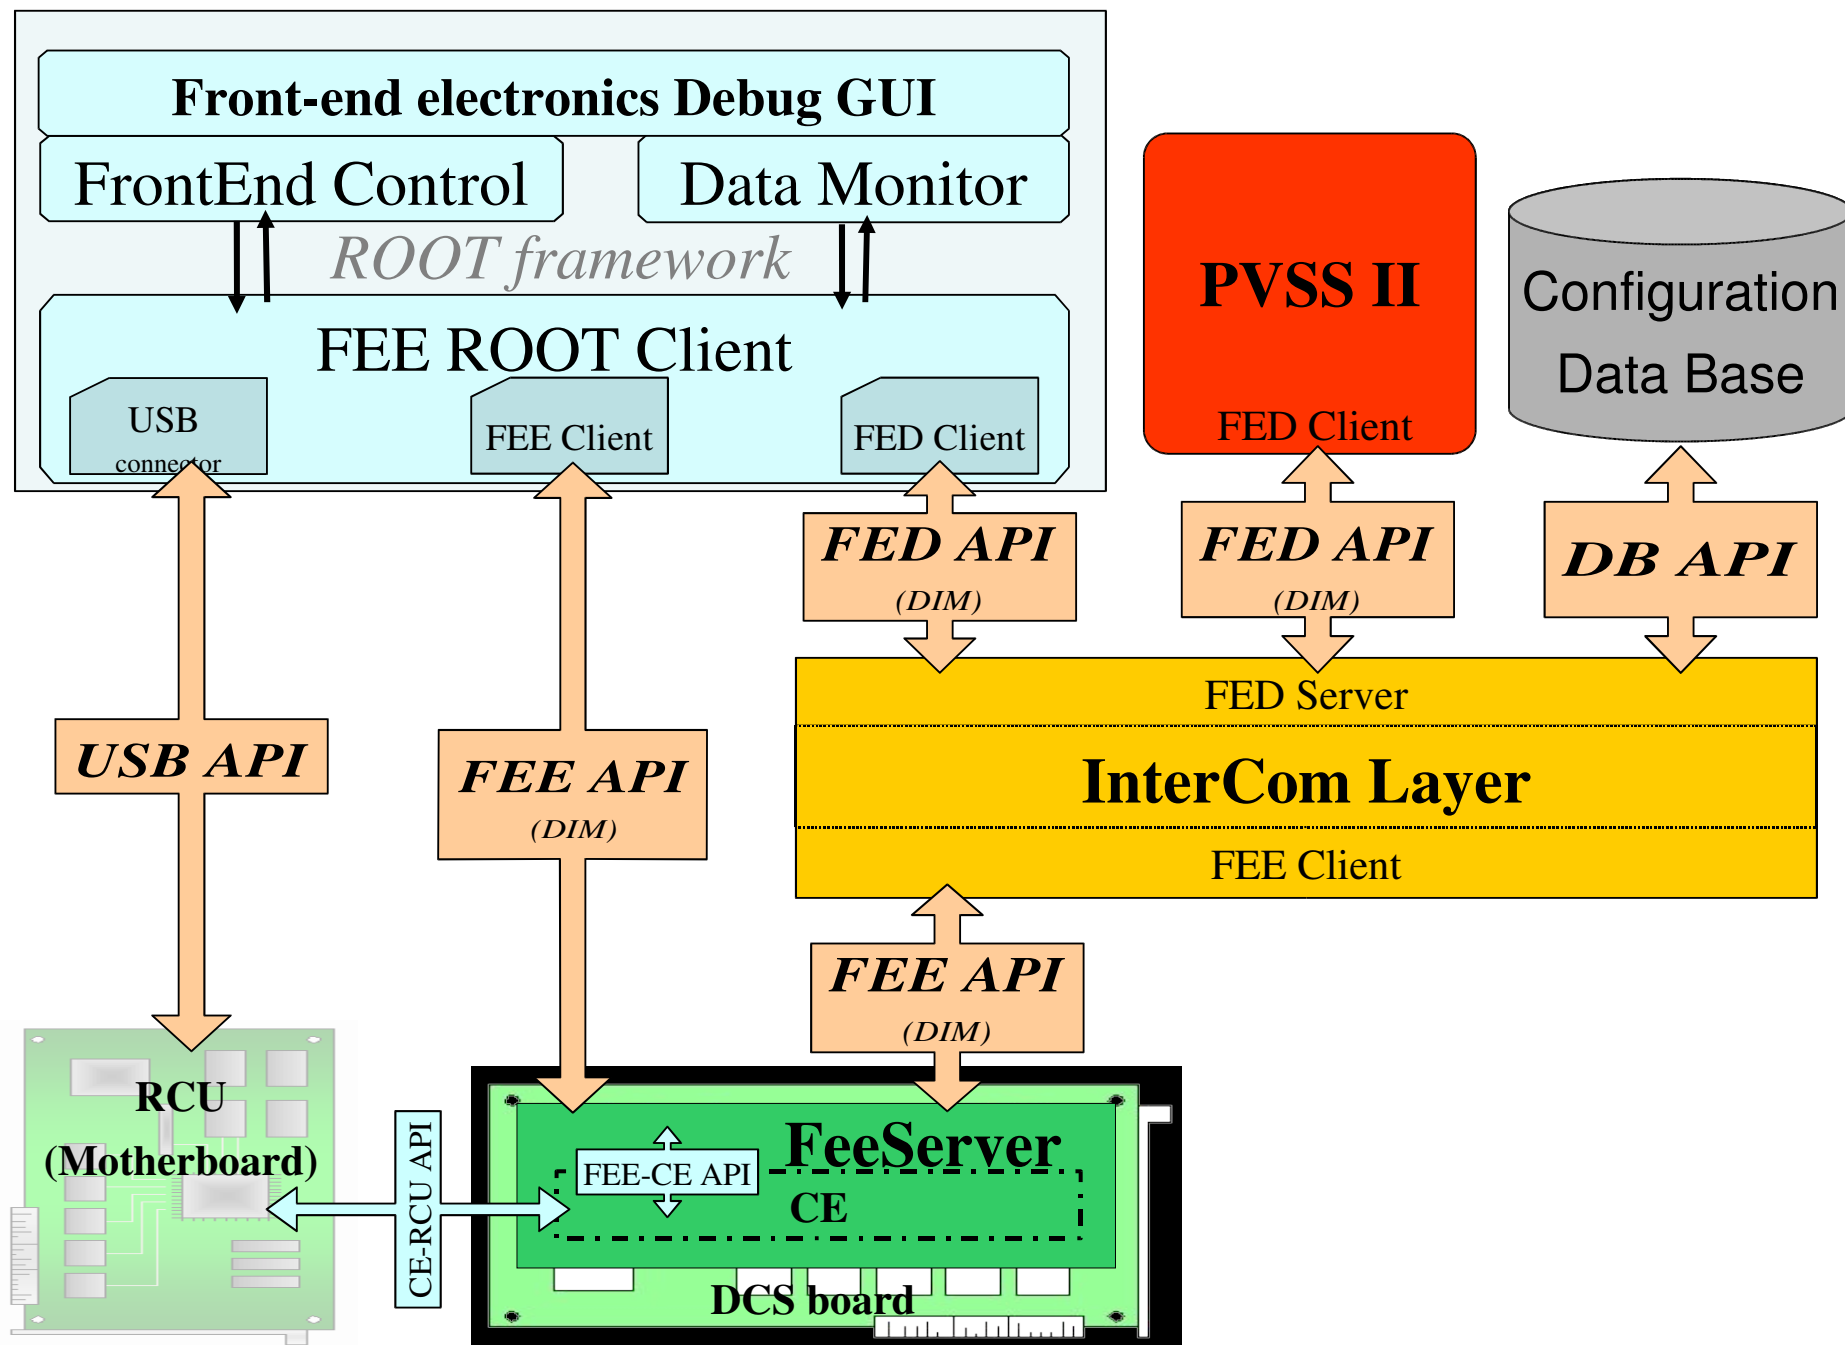 Front-end electronics Debug GUI
FrontEnd Control
Data Monitor
ROOT framework
FEE ROOT Client
USB
connector
FEE Client
FED Client
PVSS II
FED Client
Configuration
Data Base
FED API
(DIM)
FED API
(DIM)
DB API
USB API
FEE API
(DIM)
FED Server
InterCom Layer
FEE Client
FEE API
(DIM)
RCU
(Motherboard)
CE-RCU API
FeeServer
FEE-CE API
CE
DCS board